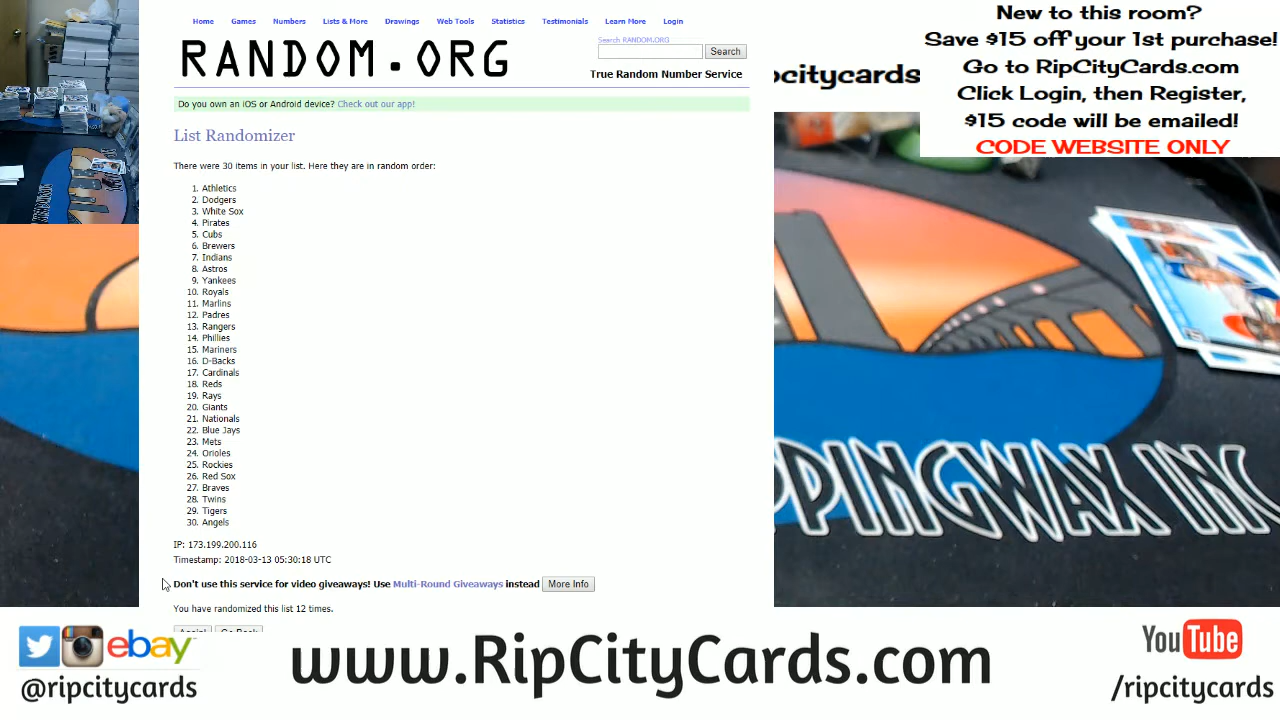 Home Games Numbers Lists & More Drawings Web Tools Statistics Testimonials Learn More Login
RANDOM.ORG
Search RANDOM.ORG
Search
True Random Number Service
Do you own an iOS or Android device? Check out our app!
List Randomizer
There were 30 items in your list. Here they are in random order:
1. Athletics
2. Dodgers
3. White Sox
4. Pirates
5. Cubs
6. Brewers
7. Indians
8. Astros
9. Yankees
10. Royals
11. Marlins
12. Padres
13. Rangers
14. Phillies
15. Mariners
16. D-Backs
17. Cardinals
18. Reds
19. Rays
20. Giants
21. Nationals
22. Blue Jays
23. Mets
24. Orioles
25. Rockies
26. Red Sox
27. Braves
28. Twins
29. Tigers
30. Angels
IP: 173.199.200.116
Timestamp: 2018-03-13 05:30:18 UTC
Don't use this service for video giveaways! Use Multi-Round Giveaways instead More Info
You have randomized this list 12 times.
Again! Go Back
pcitycards
New to this room?
Save $15 off your 1st purchase!
Go to RipCityCards.com
Click Login, then Register,
$15 code will be emailed!
CODE WEBSITE ONLY
PPINGWAX INC
ebay
@ripcitycards
www.RipCityCards.com
YouTube
/ripcitycards